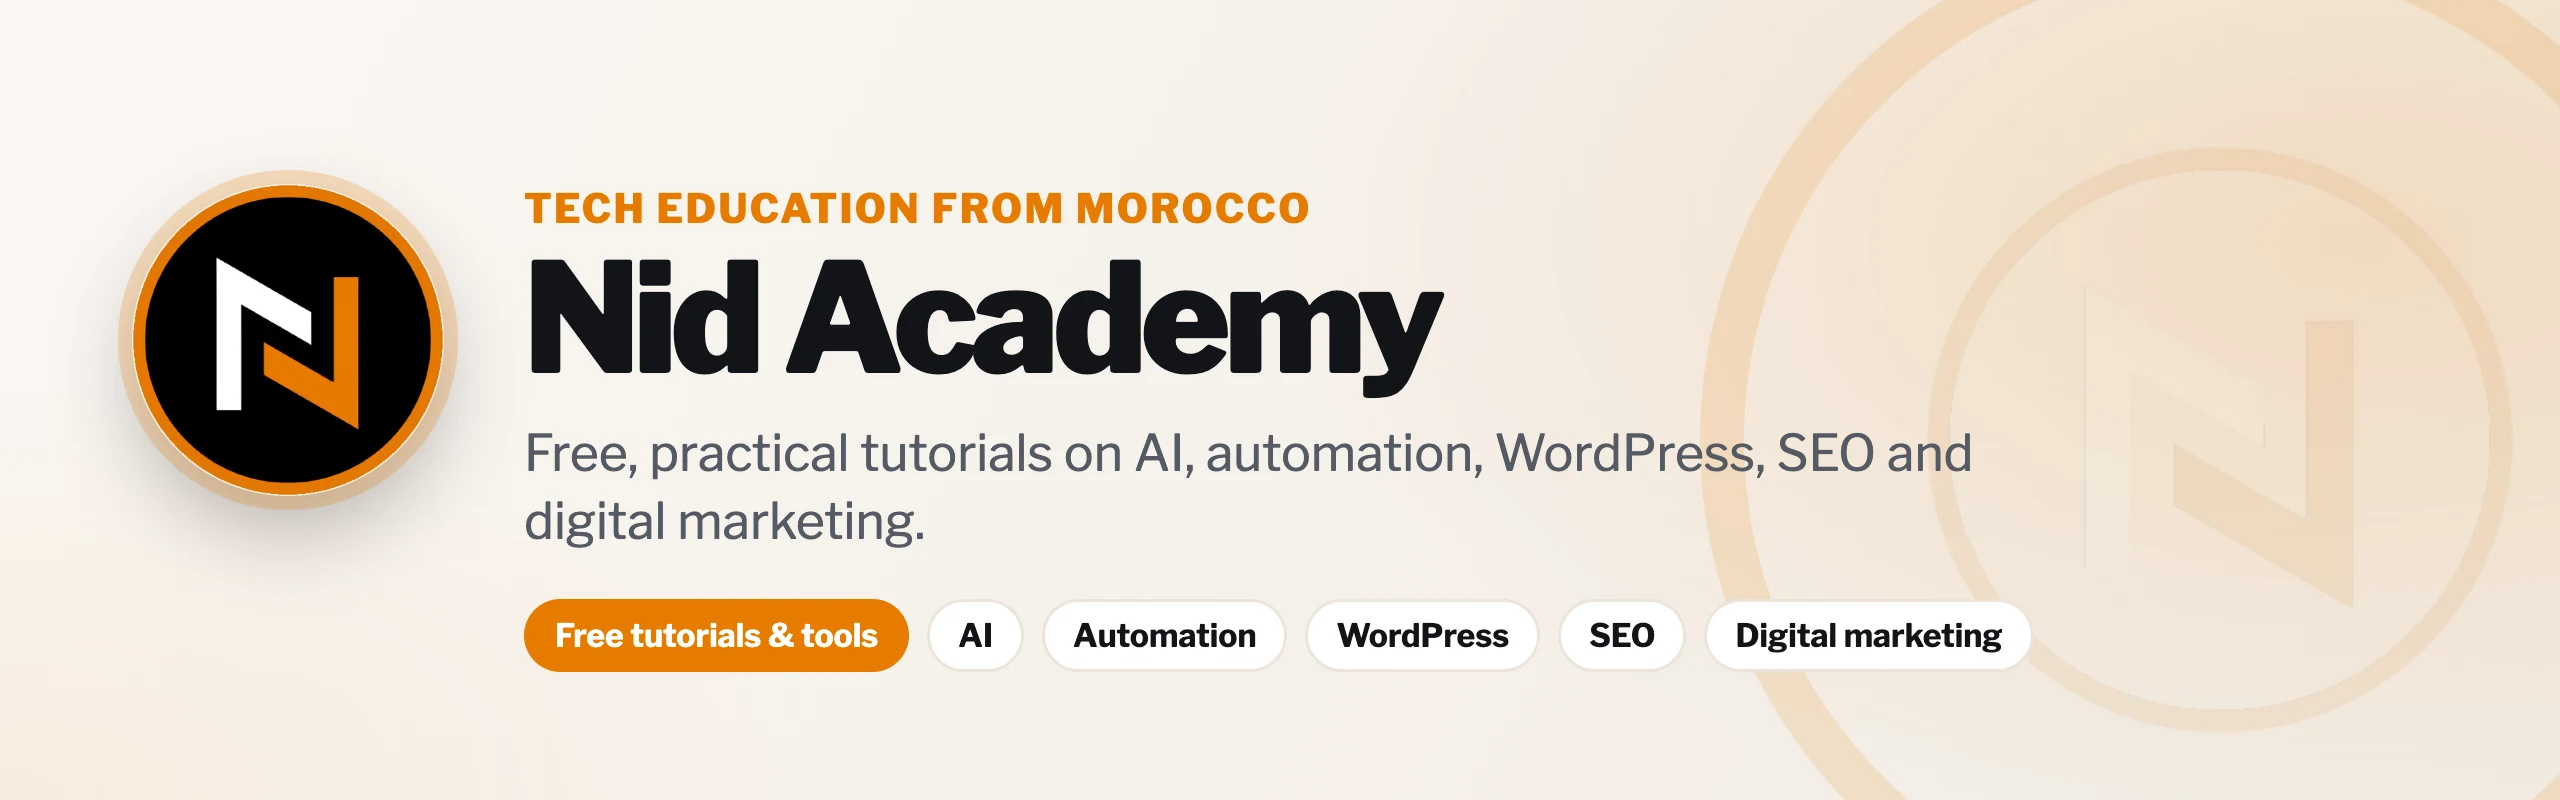 TECH EDUCATION FROM MOROCCO
Nid Academy
Free, practical tutorials on AI, automation, WordPress, SEO and
digital marketing.
Free tutorials & tools AI Automation WordPress SEO Digital marketing